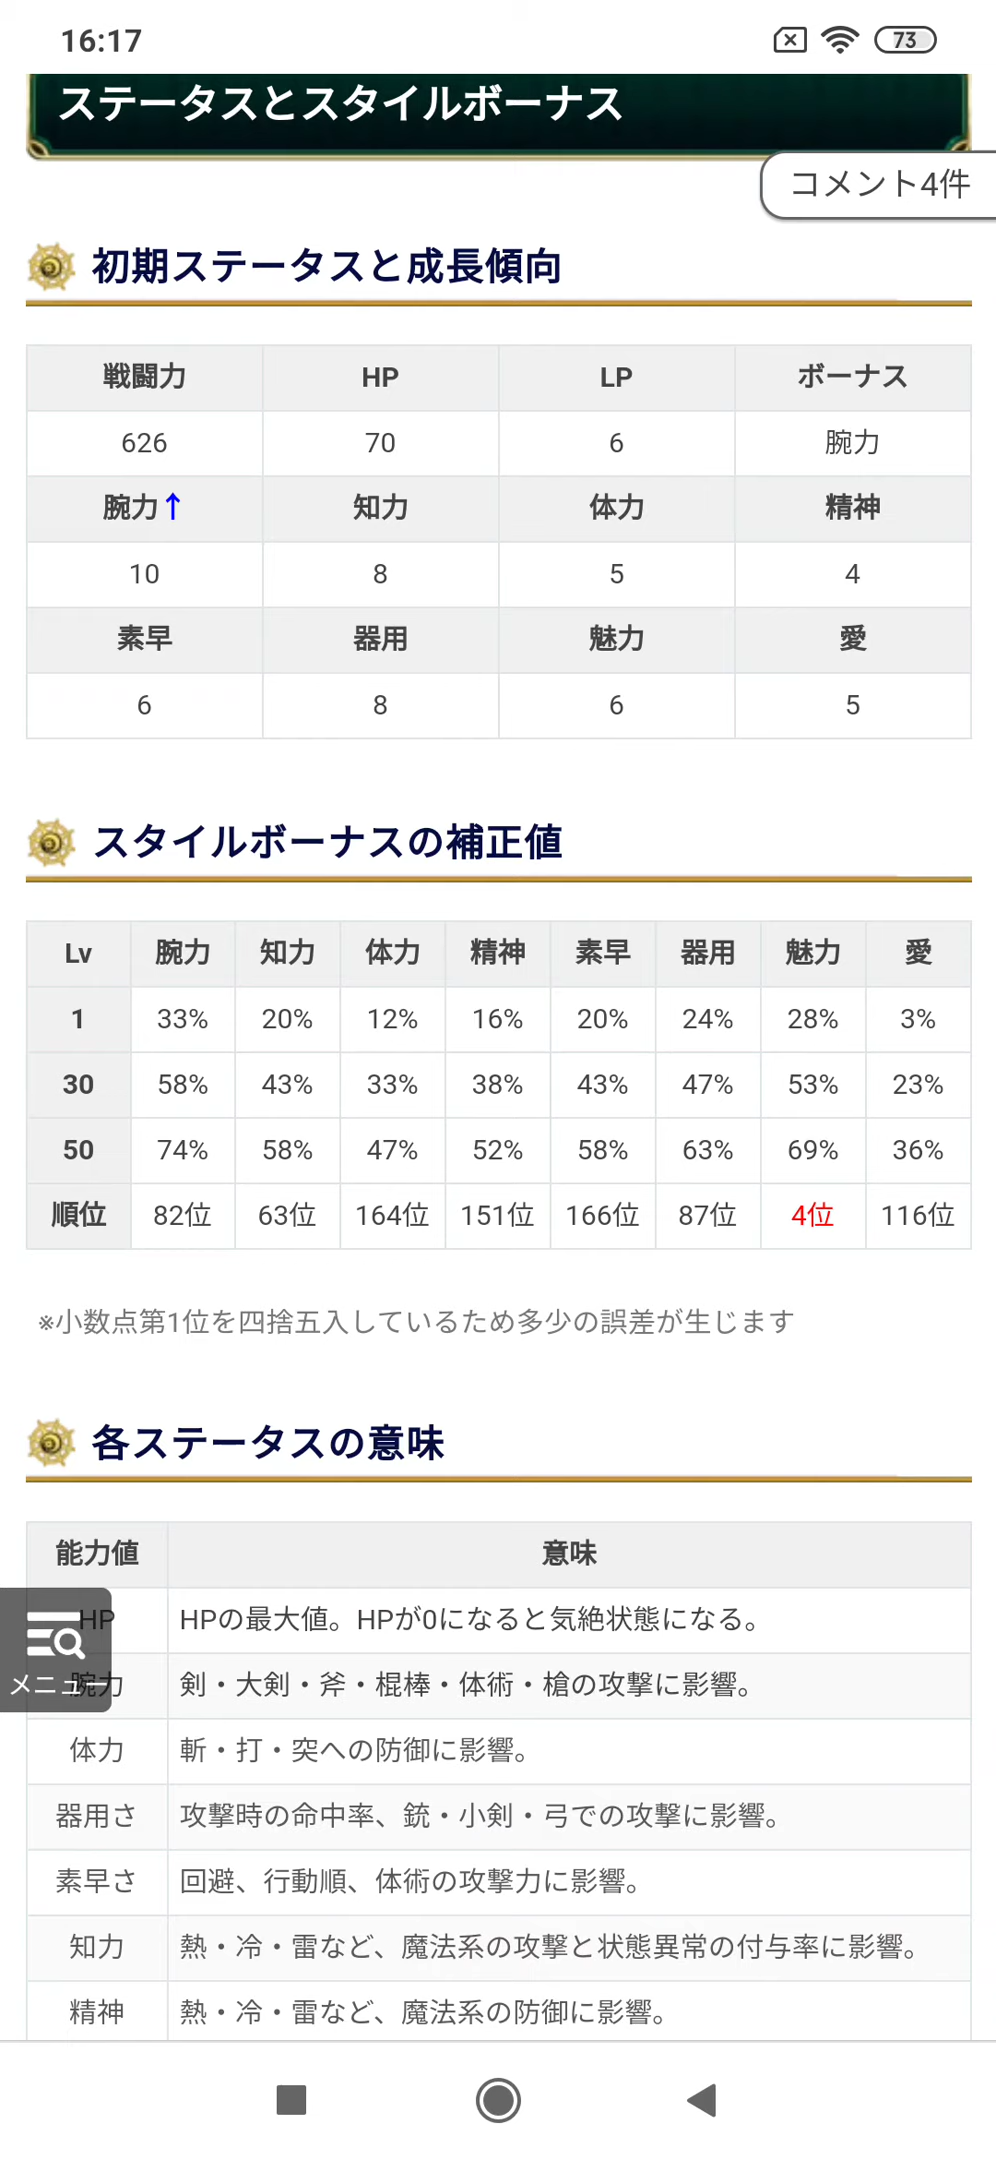 16:17
73
ステータスとスタイルボーナス
コメント4件
初期ステータスと成長傾向
戦闘力 HP LP ボーナス
626 70 6 腕力
腕力↑ 知力 体力 精神
10 8 5 4
素早 器用 魅力 愛
6 8 6 5
スタイルボーナスの補正値
Lv 腕力 知力 体力 精神 素早 器用 魅力 愛
1 33% 20% 12% 16% 20% 24% 28% 3%
30 58% 43% 33% 38% 43% 47% 53% 23%
50 74% 58% 47% 52% 58% 63% 69% 36%
順位 82位 63位 164位 151位 166位 87位 4位 116位
※小数点第1位を四捨五入しているため多少の誤差が生じます
各ステータスの意味
能力値 意味
HP HPの最大値。HPが0になると気絶状態になる。
メニュー
腕力 剣・大剣・斧・棍棒・体術・槍の攻撃に影響。
体力 斬・打・突への防御に影響。
器用さ 攻撃時の命中率、銃・小剣・弓での攻撃に影響。
素早さ 回避、行動順、体術の攻撃力に影響。
知力 熱・冷・雷など、魔法系の攻撃と状態異常の付与率に影響。
精神 熱・冷・雷など、魔法系の防御に影響。